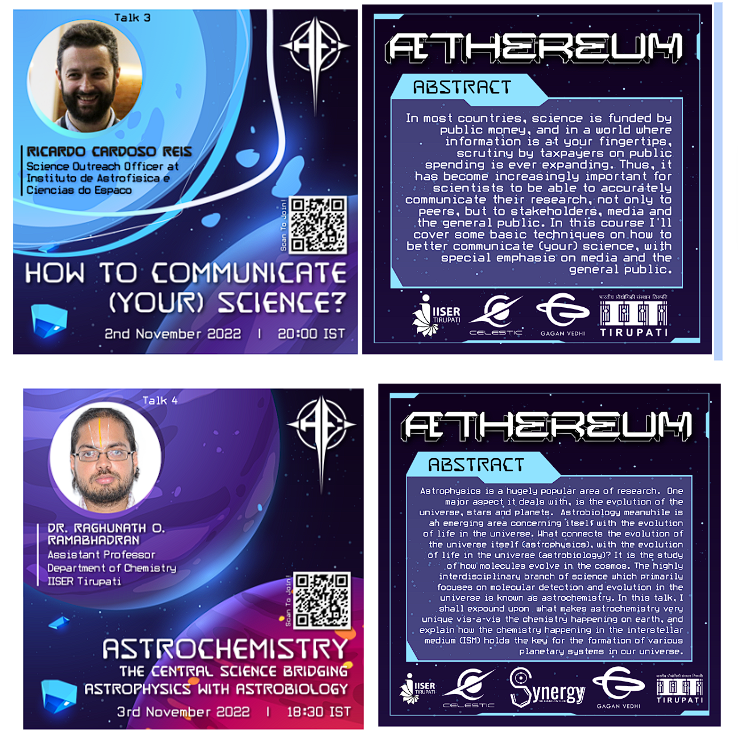 Talk 3
RICARDO CARDOSO REIS
Science Outreach Officer at
Instituto de Astrofisica e
Ciencias do Espaco
Scan To Join!
HOW TO COMMUNICATE
(YOUR) SCIENCE?
2nd November 2022 | 20:00 IST
ÆTHEREUM
ABSTRACT
In most countries, science is funded by
public money, and in a world where
information is at your fingertips,
scrutiny by taxpayers on public
spending is ever expanding. Thus, it
has become increasingly important for
scientists to be able to accurately
communicate their research, not only to
peers, but to stakeholders, media and
the general public. In this course I'll
cover some basic techniques on how to
better communicate (your) science, with
special emphasis on media and the
general public.
IISER
TIRUPATI
CELESTIC
GAGAN VEDHI
TIRUPATI
Talk 4
DR. RAGHUNATH O.
RAMABHADRAN
Assistant Professor
Department of Chemistry
IISER Tirupati
Scan To Join!
ASTROCHEMISTRY
THE CENTRAL SCIENCE BRIDGING
ASTROPHYSICS WITH ASTROBIOLOGY
3rd November 2022 | 18:30 IST
ÆTHEREUM
ABSTRACT
Astrophysics is a hugely popular area of research. One
major aspect it deals with, is the evolution of the
universe, stars and planets. Astrobiology meanwhile is
an emerging area concerning itself with the evolution
of life in the universe. What connects the evolution of
the universe itself (astrophysics), with the evolution
of life in the universe (astrobiology)? It is the study
of how molecules evolve in the cosmos. The highly
interdisciplinary branch of science which primarily
focuses on molecular detection and evolution in the
universe is known as astrochemistry. In this talk, I
shall expound upon what makes astrochemistry very
unique vis-a-vis the chemistry happening on earth, and
explain how the chemistry happening in the interstellar
medium (ISM) holds the key for the formation of various
planetary systems in our universe.
IISER
TIRUPATI
CELESTIC
Synergy
GAGAN VEDHI
TIRUPATI